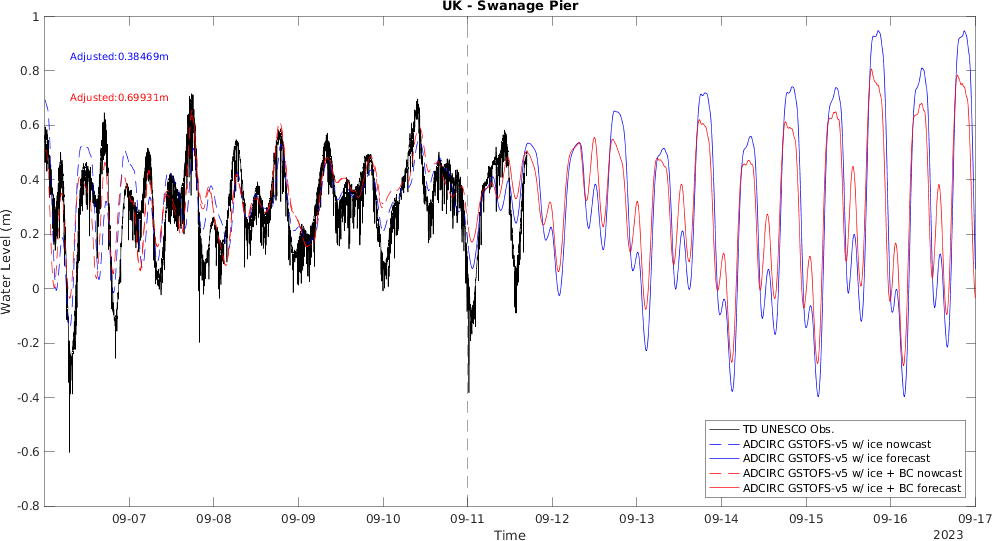 UK - Swanage Pier
Adjusted:0.38469m
Adjusted:0.69931m
Water Level (m)
1
0.8
0.6
0.4
0.2
0
-0.2
-0.4
-0.6
-0.8
09-07 09-08 09-09 09-10 09-11 09-12 09-13 09-14 09-15 09-16 09-17
Time
2023
TD UNESCO Obs.
ADCIRC GSTOFS-v5 w/ ice nowcast
ADCIRC GSTOFS-v5 w/ ice forecast
ADCIRC GSTOFS-v5 w/ ice + BC nowcast
ADCIRC GSTOFS-v5 w/ ice + BC forecast